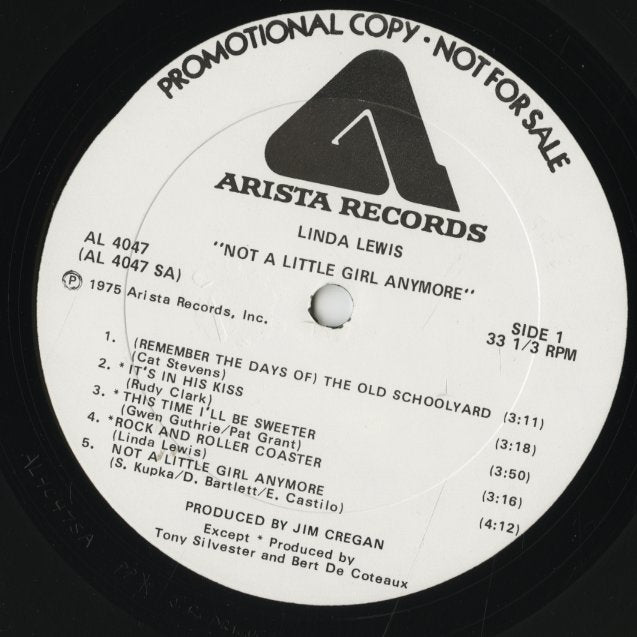 PROMOTIONAL COPY · NOT FOR SALE
ARISTA RECORDS
LINDA LEWIS
"NOT A LITTLE GIRL ANYMORE"
AL 4047
(AL 4047 SA)
Ⓟ 1975 Arista Records, Inc.
SIDE 1
33 1/3 RPM
1. (REMEMBER THE DAYS OF) THE OLD SCHOOLYARD (3:11)
(Cat Stevens)
2. * IT'S IN HIS KISS (3:18)
(Rudy Clark)
3. * THIS TIME I'LL BE SWEETER (3:50)
(Gwen Guthrie/Pat Grant)
4. *ROCK AND ROLLER COASTER (3:16)
(Linda Lewis)
5. NOT A LITTLE GIRL ANYMORE (4:12)
(S. Kupka/D. Bartlett/E. Castilo)
PRODUCED BY JIM CREGAN
Except * Produced by
Tony Silvester and Bert De Coteaux